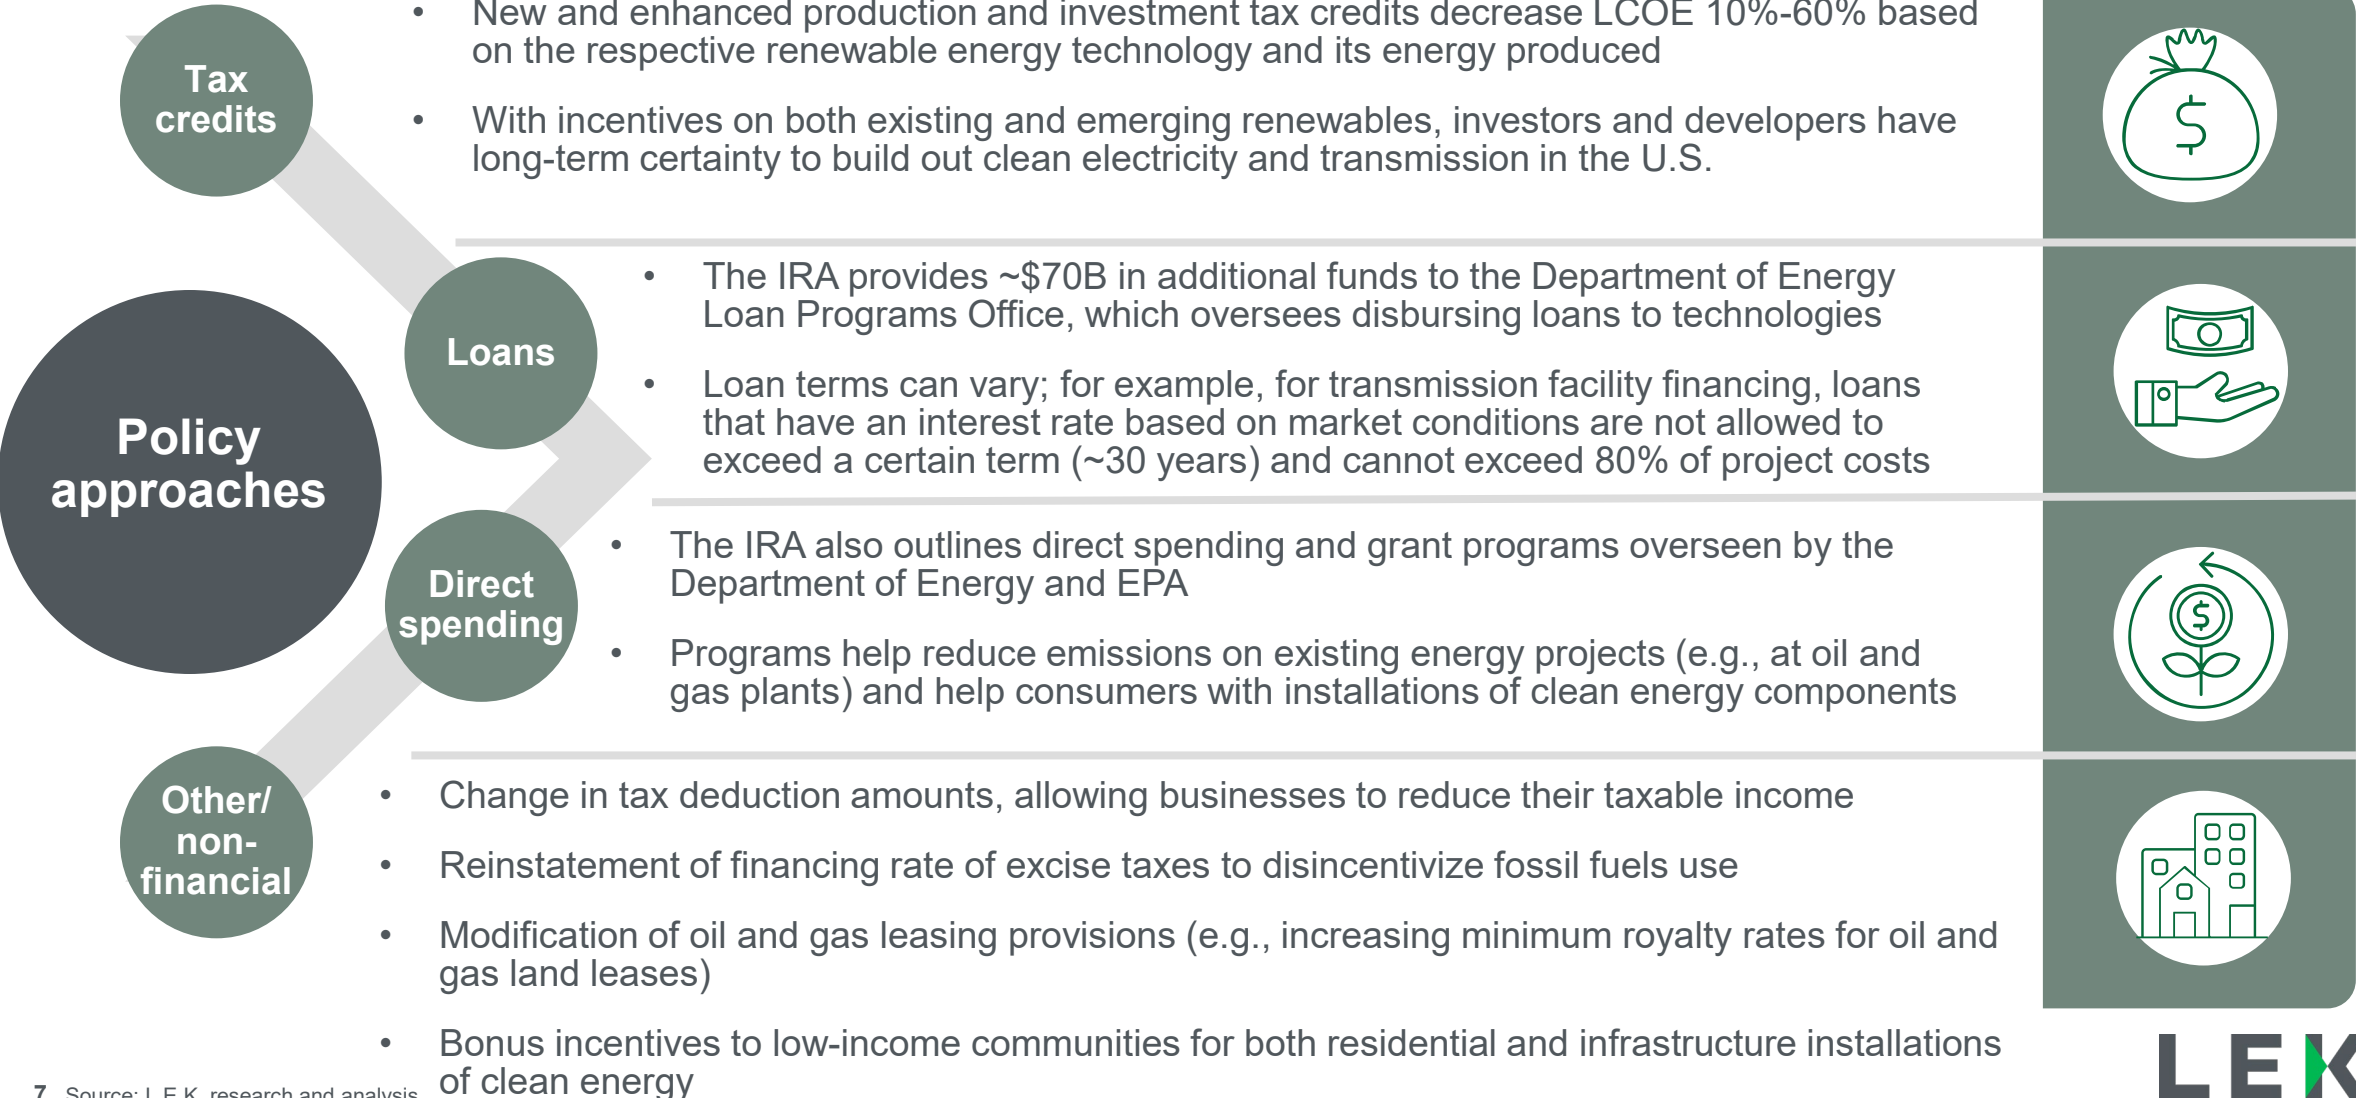 • New and enhanced production and investment tax credits decrease LCOE 10%-60% based
on the respective renewable energy technology and its energy produced
Tax
credits
• With incentives on both existing and emerging renewables, investors and developers have
long-term certainty to build out clean electricity and transmission in the U.S.
$
Policy
approaches
Loans
• The IRA provides ~$70B in additional funds to the Department of Energy
Loan Programs Office, which oversees disbursing loans to technologies
• Loan terms can vary; for example, for transmission facility financing, loans
that have an interest rate based on market conditions are not allowed to
exceed a certain term (~30 years) and cannot exceed 80% of project costs
Direct
spending
• The IRA also outlines direct spending and grant programs overseen by the
Department of Energy and EPA
• Programs help reduce emissions on existing energy projects (e.g., at oil and
gas plants) and help consumers with installations of clean energy components
$
Other/
non-
financial
• Change in tax deduction amounts, allowing businesses to reduce their taxable income
• Reinstatement of financing rate of excise taxes to disincentivize fossil fuels use
• Modification of oil and gas leasing provisions (e.g., increasing minimum royalty rates for oil and
gas land leases)
• Bonus incentives to low-income communities for both residential and infrastructure installations
of clean energy
7 Source: L.E.K. research and analysis
LEK